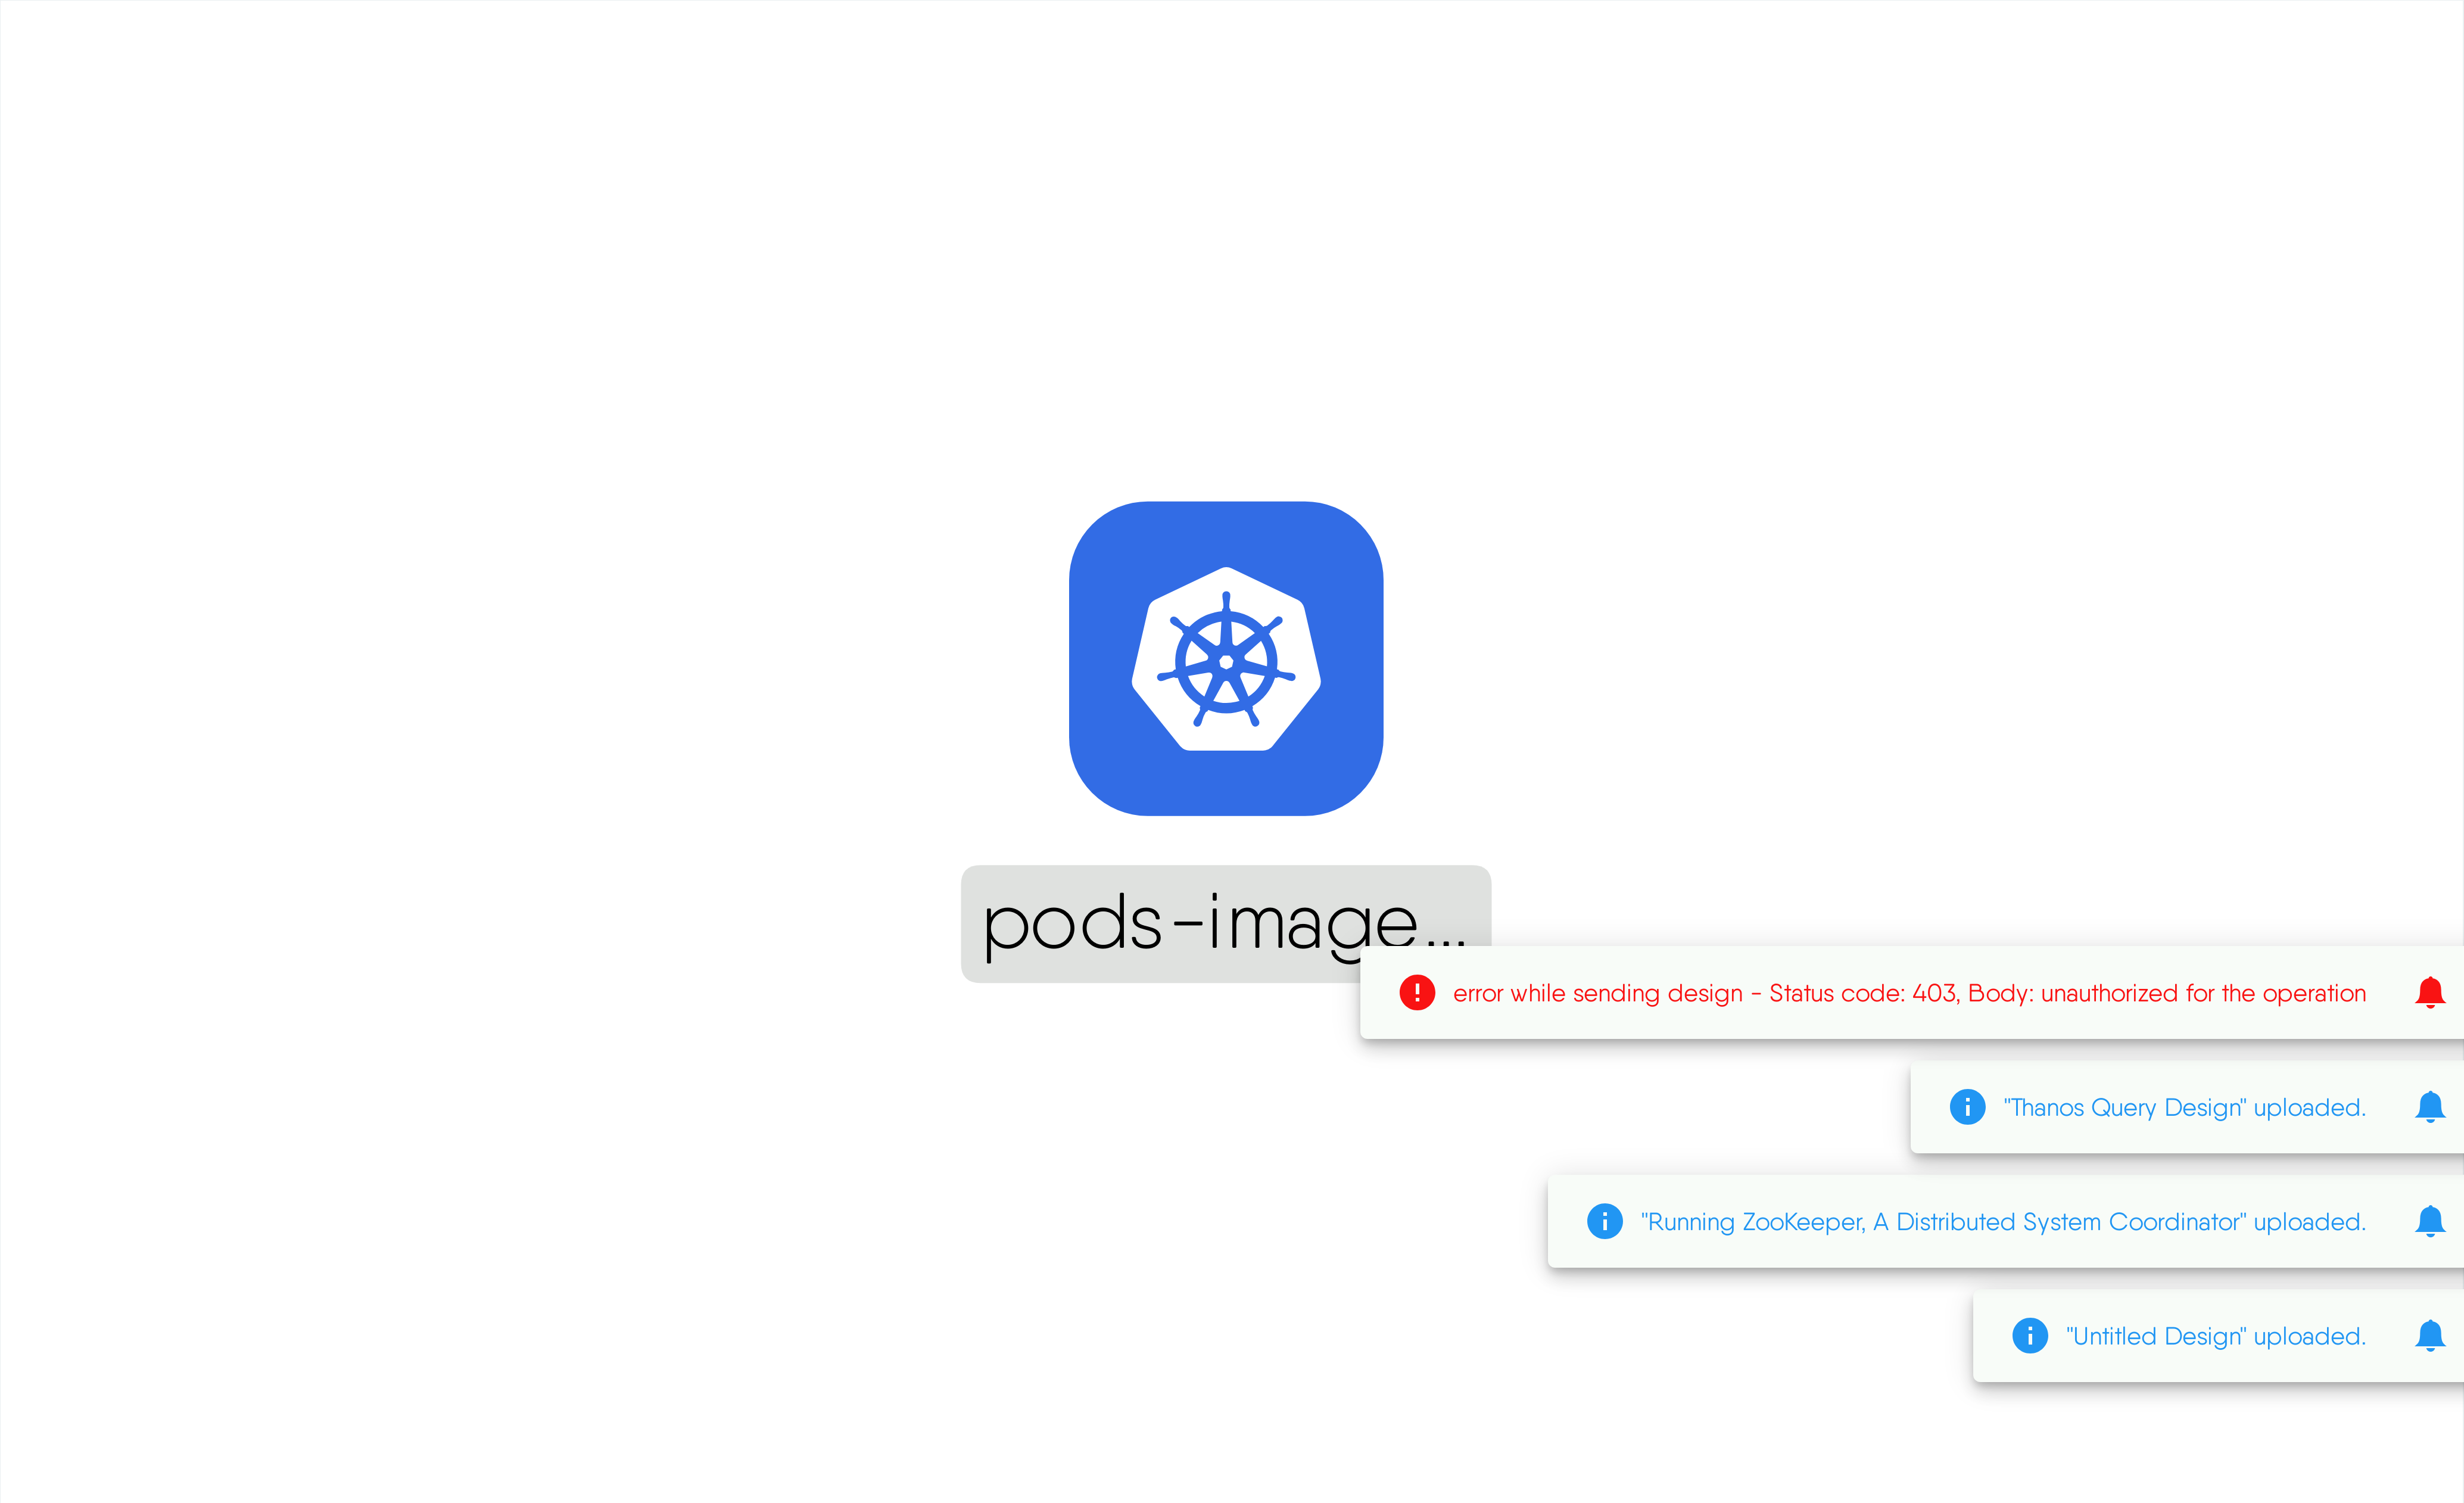 pods-image...
error while sending design - Status code: 403, Body: unauthorized for the operation
"Thanos Query Design" uploaded.
"Running ZooKeeper, A Distributed System Coordinator" uploaded.
"Untitled Design" uploaded.